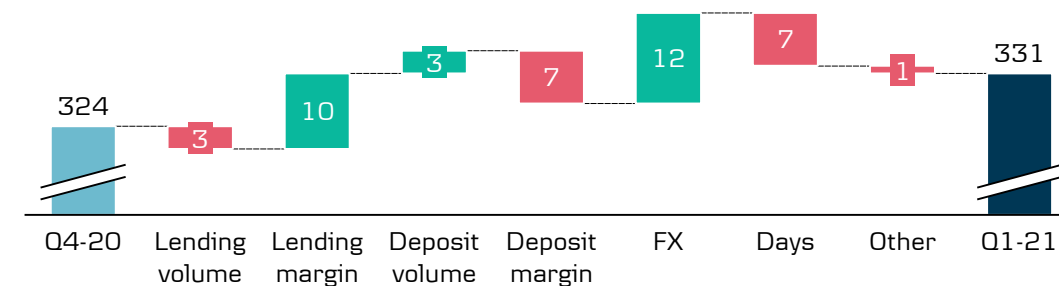 324
3
10
3
7
12
7
1
331
Q4-20
Lending
volume
Lending
margin
Deposit
volume
Deposit
margin
FX
Days
Other
Q1-21